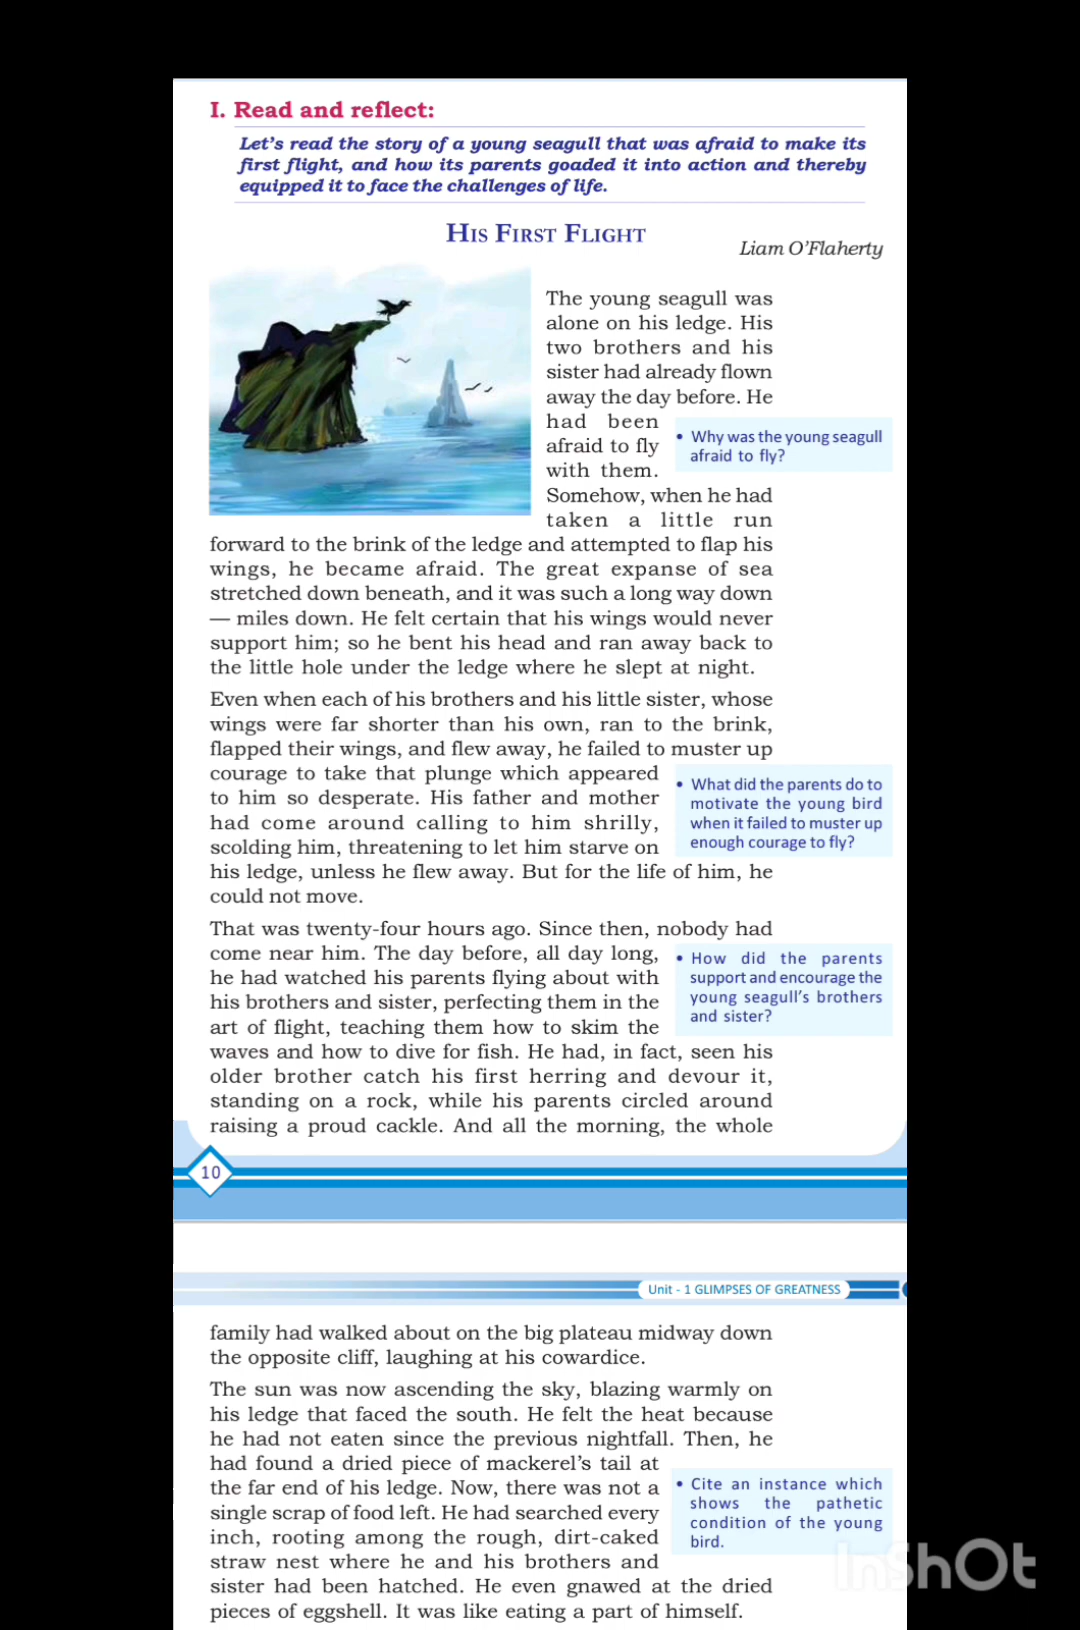 I. Read and reflect:
Let's read the story of a young seagull that was afraid to make its
first flight, and how its parents goaded it into action and thereby
equipped it to face the challenges of life.
HIS FIRST FLIGHT
Liam O'Flaherty
The young seagull was
alone on his ledge. His
two brothers and his
sister had already flown
away the day before. He
had been
afraid to fly
with them.
• Why was the young seagull
afraid to fly?
Somehow, when he had
taken a little run
forward to the brink of the ledge and attempted to flap his
wings, he became afraid. The great expanse of sea
stretched down beneath, and it was such a long way down
— miles down. He felt certain that his wings would never
support him; so he bent his head and ran away back to
the little hole under the ledge where he slept at night.
Even when each of his brothers and his little sister, whose
wings were far shorter than his own, ran to the brink,
flapped their wings, and flew away, he failed to muster up
courage to take that plunge which appeared
to him so desperate. His father and mother
had come around calling to him shrilly,
scolding him, threatening to let him starve on
his ledge, unless he flew away. But for the life of him, he
could not move.
• What did the parents do to
motivate the young bird
when it failed to muster up
enough courage to fly?
That was twenty-four hours ago. Since then, nobody had
come near him. The day before, all day long,
he had watched his parents flying about with
his brothers and sister, perfecting them in the
art of flight, teaching them how to skim the
waves and how to dive for fish. He had, in fact, seen his
older brother catch his first herring and devour it,
standing on a rock, while his parents circled around
raising a proud cackle. And all the morning, the whole
• How did the parents
support and encourage the
young seagull's brothers
and sister?
10
Unit - 1 GLIMPSES OF GREATNESS
family had walked about on the big plateau midway down
the opposite cliff, laughing at his cowardice.
The sun was now ascending the sky, blazing warmly on
his ledge that faced the south. He felt the heat because
he had not eaten since the previous nightfall. Then, he
had found a dried piece of mackerel's tail at
the far end of his ledge. Now, there was not a
single scrap of food left. He had searched every
inch, rooting among the rough, dirt-caked
straw nest where he and his brothers and
sister had been hatched. He even gnawed at the dried
pieces of eggshell. It was like eating a part of himself.
• Cite an instance which
shows the pathetic
condition of the young
bird.
InShOt